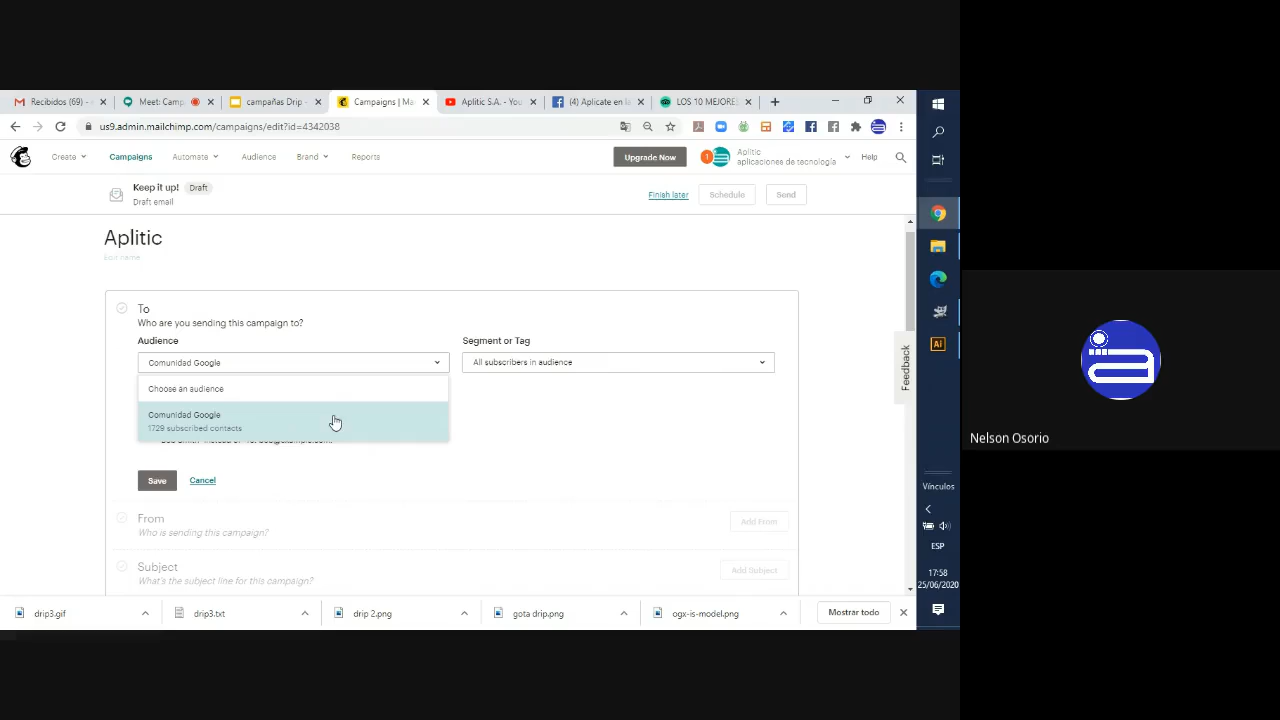 Recibidos (69) -
Meet: Camp
campañas Drip -
Campaigns | Ma
Aplitic S.A. - You
(4) Aplicate en la
LOS 10 MEJORE
us9.admin.mailchimp.com/campaigns/edit?id=4342038
Create
Campaigns
Automate
Audience
Brand
Reports
Upgrade Now
1
Aplitic
aplicaciones de tecnología
Help
Keep it up!
Draft
Draft email
Finish later
Schedule
Send
Aplitic
Edit name
To
Who are you sending this campaign to?
Audience
Segment or Tag
Comunidad Google
All subscribers in audience
Choose an audience
Comunidad Google
1729 subscribed contacts
Save
Cancel
From
Who is sending this campaign?
Add From
Subject
What's the subject line for this campaign?
Add Subject
Feedback
drip3.gif
drip3.txt
drip 2.png
gota drip.png
ogx-is-model.png
Mostrar todo
Ai
Vínculos
ESP
17:58
25/06/2020
Nelson Osorio